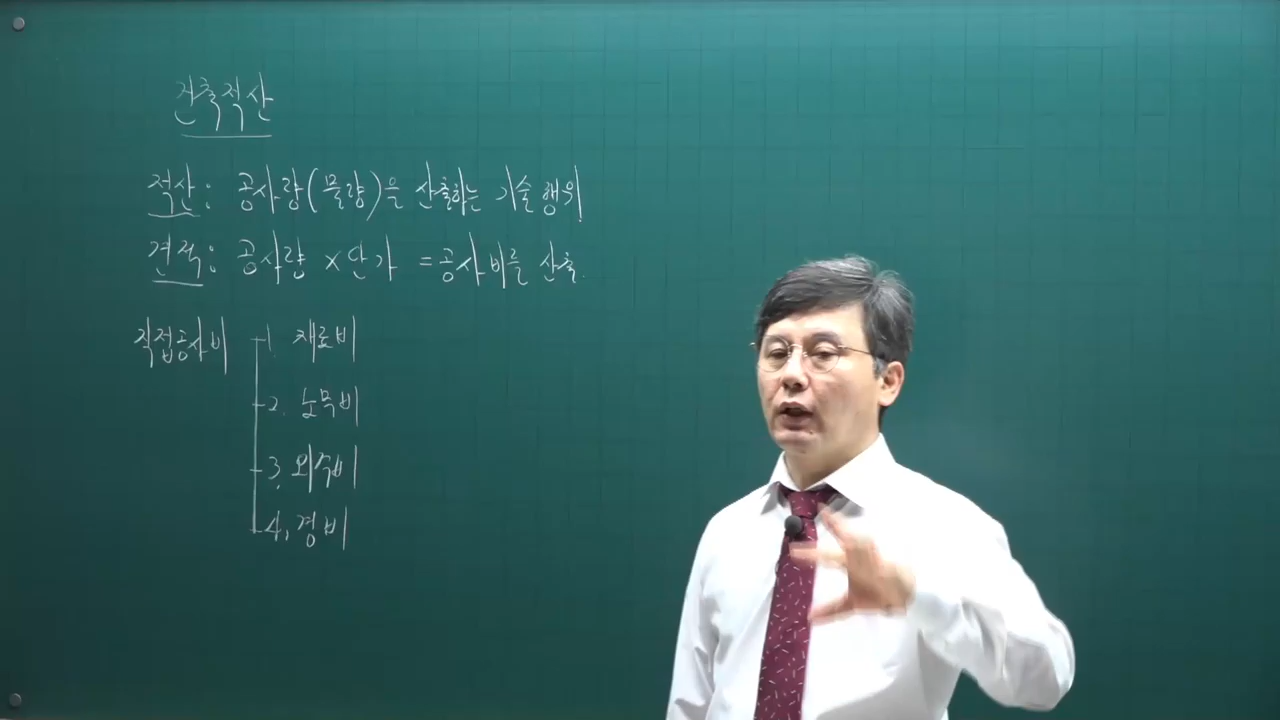 건축적산
적산: 공사량(물량)을 산출하는 기술행위
견적: 공사량 × 단가 = 공사비를 산출.
직접공사비
1. 재료비
2. 노무비
3. 외주비
4. 경비